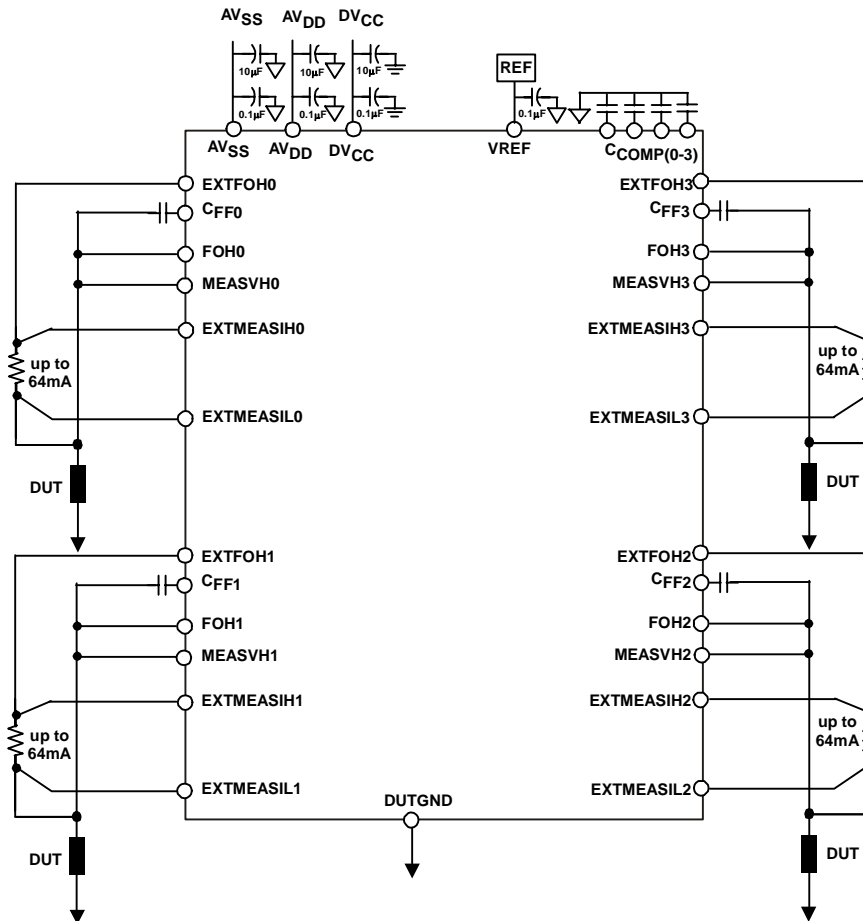 AVSS AVDD DVCC
10µF 10µF 10µF
REF
0.1µF 0.1µF 0.1µF 0.1µF
AVSS AVDD DVCC VREF CCOMP(0-3)
EXTFOH0 EXTFOH3
CFF0 CFF3
FOH0 FOH3
MEASVH0 MEASVH3
EXTMEASIH0 EXTMEASIH3
up to up to
64mA 64mA
EXTMEASIL0 EXTMEASIL3
DUT DUT
EXTFOH1 EXTFOH2
CFF1 CFF2
FOH1 FOH2
MEASVH1 MEASVH2
EXTMEASIH1 EXTMEASIH2
up to up to
64mA 64mA
EXTMEASIL1 EXTMEASIL2
DUTGND
DUT DUT